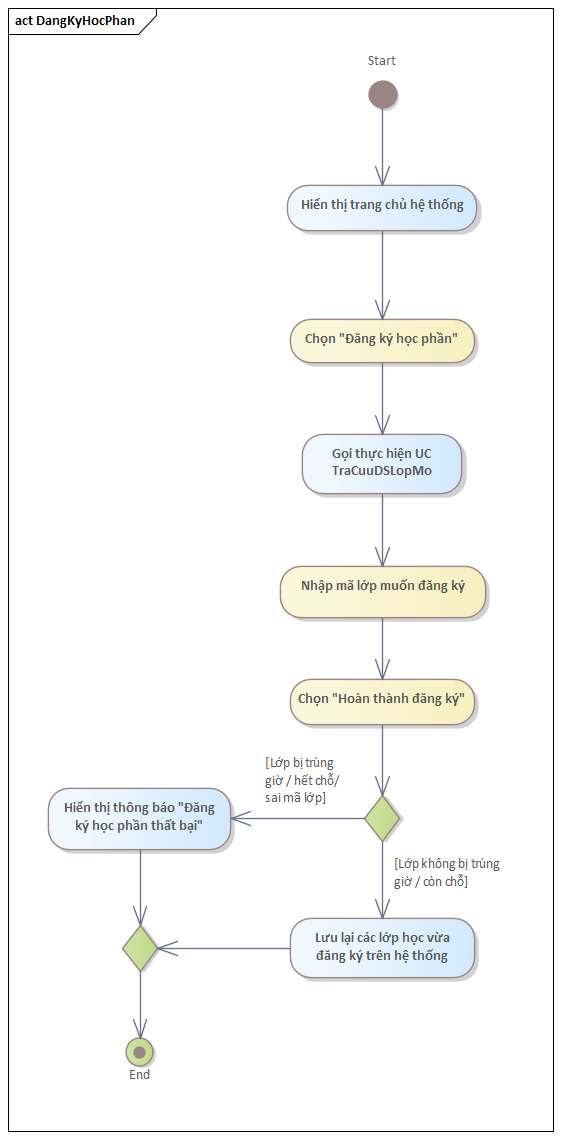 act DangKyHocPhan
Start
Hiển thị trang chủ hệ thống
Chọn "Đăng ký học phần"
Gọi thực hiện UC
TraCuuDSLopMo
Nhập mã lớp muốn đăng ký
Chọn "Hoàn thành đăng ký"
[Lớp bị trùng
giờ / hết chỗ/
sai mã lớp]
Hiển thị thông báo "Đăng
ký học phần thất bại"
[Lớp không bị trùng
giờ / còn chỗ]
Lưu lại các lớp học vừa
đăng ký trên hệ thống
End